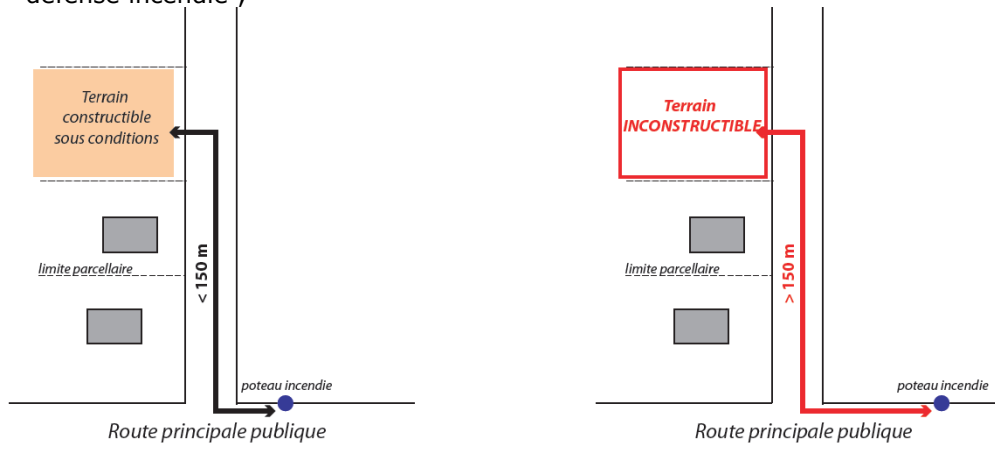 défense incendie ;
Terrain
constructible
sous conditions
limite parcellaire
< 150 m
poteau incendie
Route principale publique
Terrain
INCONSTRUCTIBLE
limite parcellaire
> 150 m
poteau incendie
Route principale publique